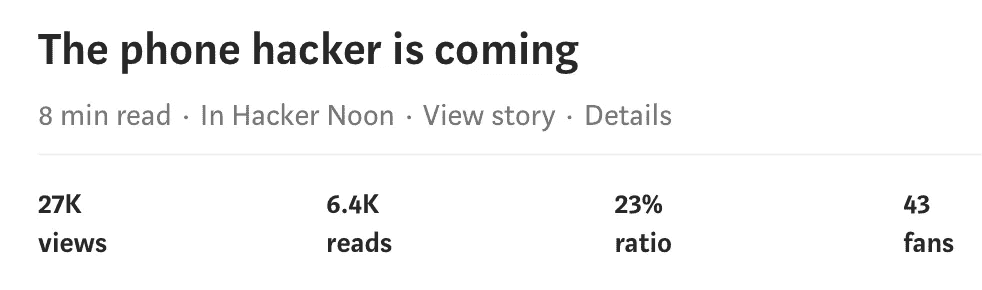 The phone hacker is coming
8 min read · In Hacker Noon · View story · Details
27K 6.4K 23% 43
views reads ratio fans